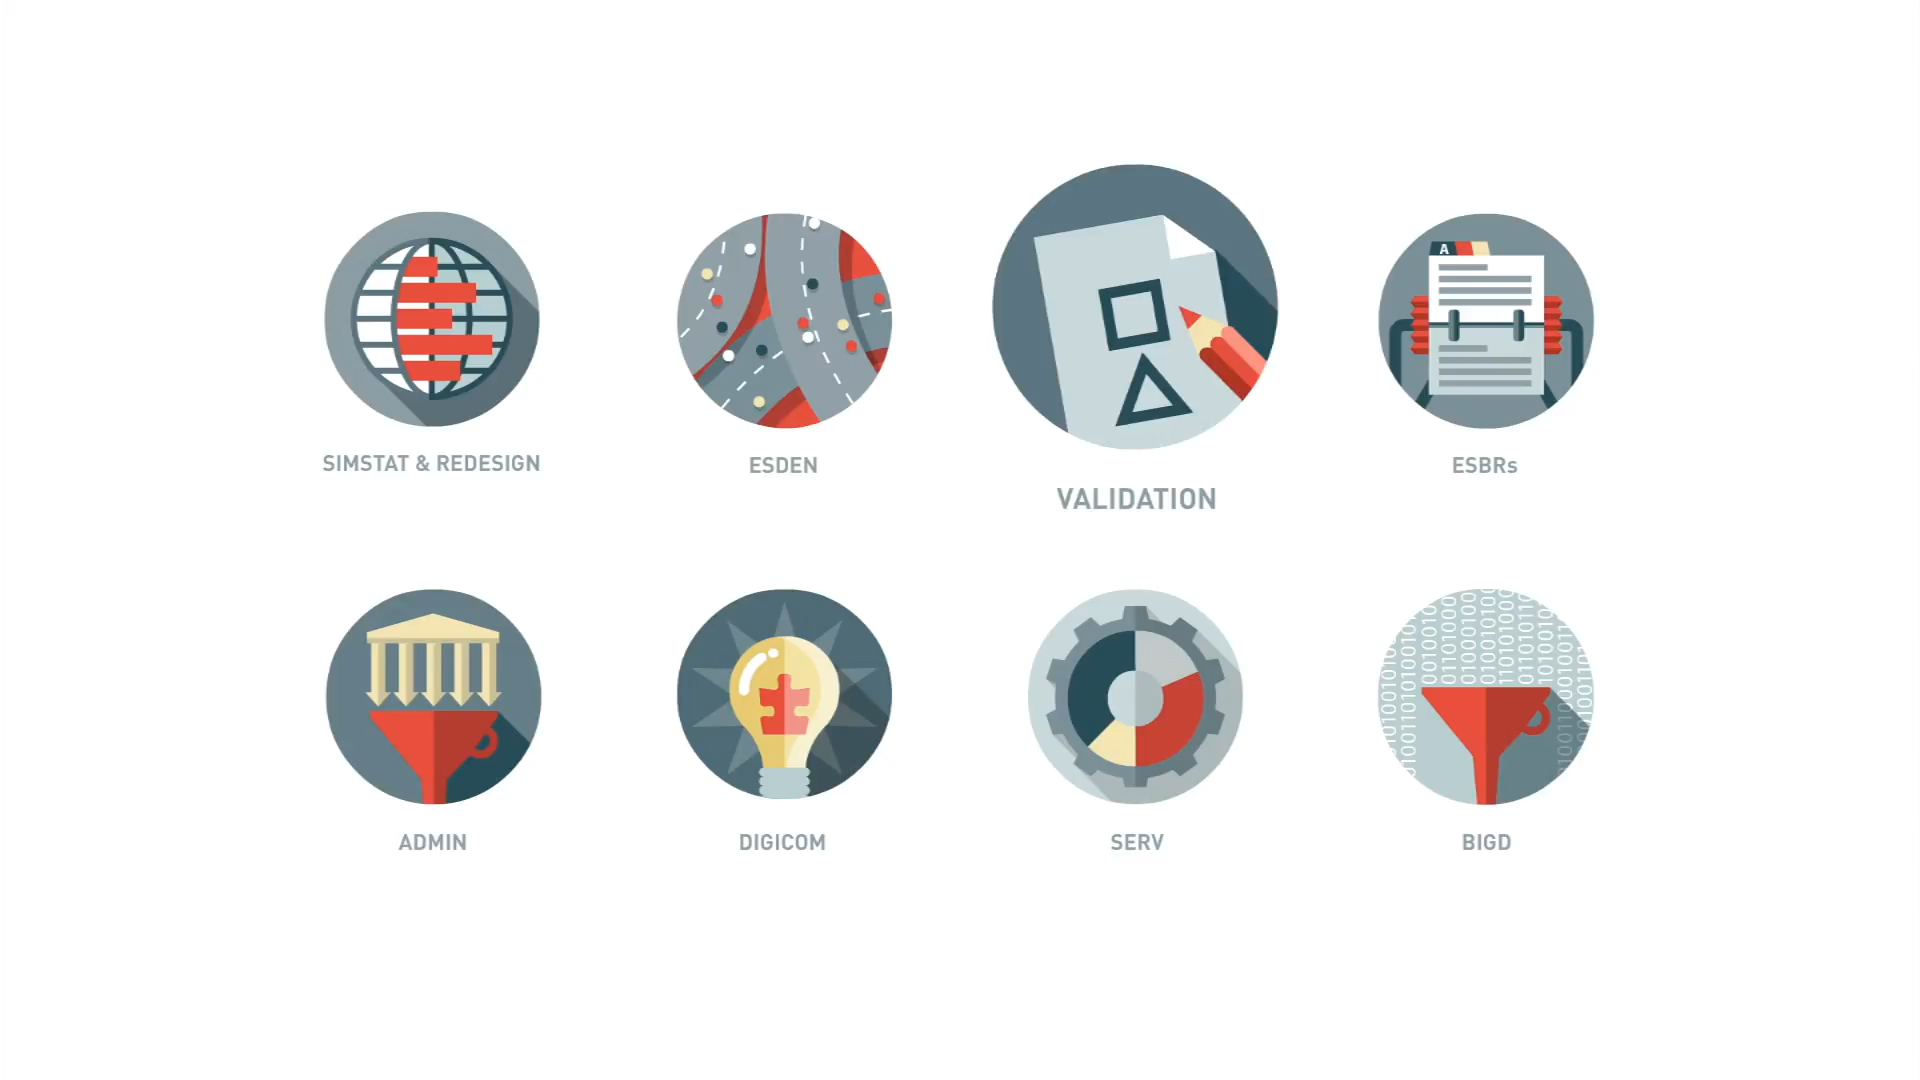 SIMSTAT & REDESIGN
ESDEN
VALIDATION
A
ESBRs
ADMIN
DIGICOM
SERV
BIGD